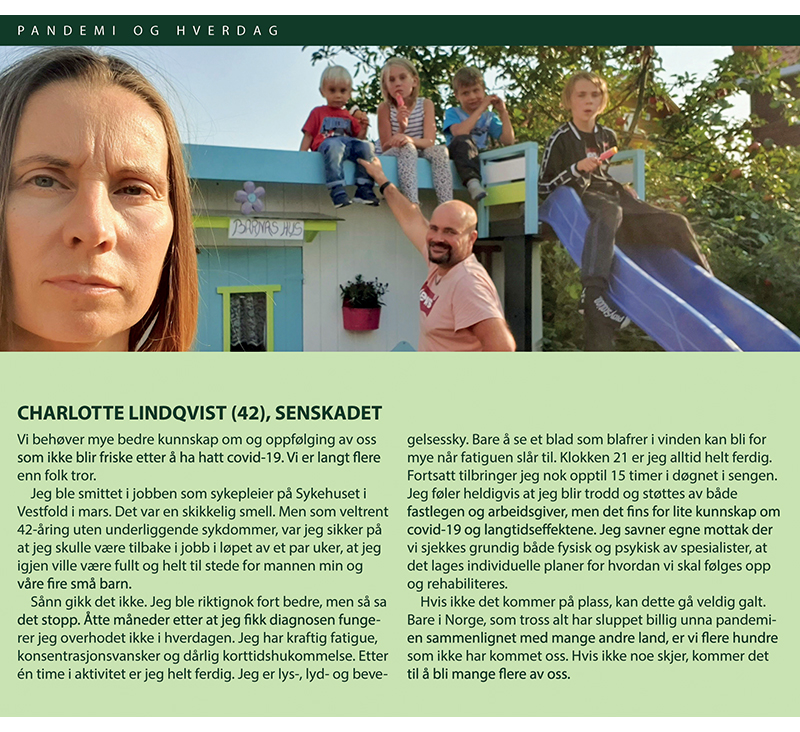 PANDEMI OG HVERDAG
BARNAS HUS
CHARLOTTE LINDQVIST (42), SENSKADET
Vi behøver mye bedre kunnskap om og oppfølging av oss
som ikke blir friske etter å ha hatt covid-19. Vi er langt flere
enn folk tror.
Jeg ble smittet i jobben som sykepleier på Sykehuset i
Vestfold i mars. Det var en skikkelig smell. Men som veltrent
42-åring uten underliggende sykdommer, var jeg sikker på
at jeg skulle være tilbake i jobb i løpet av et par uker, at jeg
igjen ville være fullt og helt til stede for mannen min og
våre fire små barn.
Sånn gikk det ikke. Jeg ble riktignok fort bedre, men så sa
det stopp. Åtte måneder etter at jeg fikk diagnosen funge-
rer jeg overhodet ikke i hverdagen. Jeg har kraftig fatigue,
konsentrasjonsvansker og dårlig korttidshukommelse. Etter
én time i aktivitet er jeg helt ferdig. Jeg er lys-, lyd- og beve-
gelsessky. Bare å se et blad som blafrer i vinden kan bli for
mye når fatiguen slår til. Klokken 21 er jeg alltid helt ferdig.
Fortsatt tilbringer jeg nok opptil 15 timer i døgnet i sengen.
Jeg føler heldigvis at jeg blir trodd og støttes av både
fastlegen og arbeidsgiver, men det fins for lite kunnskap om
covid-19 og langtidseffektene. Jeg savner egne mottak der
vi sjekkes grundig både fysisk og psykisk av spesialister, at
det lages individuelle planer for hvordan vi skal følges opp
og rehabiliteres.
Hvis ikke det kommer på plass, kan dette gå veldig galt.
Bare i Norge, som tross alt har sluppet billig unna pandemi-
en sammenlignet med mange andre land, er vi flere hundre
som ikke har kommet oss. Hvis ikke noe skjer, kommer det
til å bli mange flere av oss.